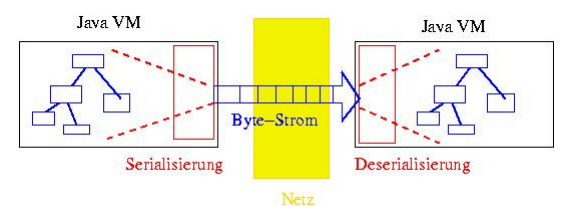 Java VM
Java VM
Byte–Strom
Serialisierung
Deserialisierung
Netz